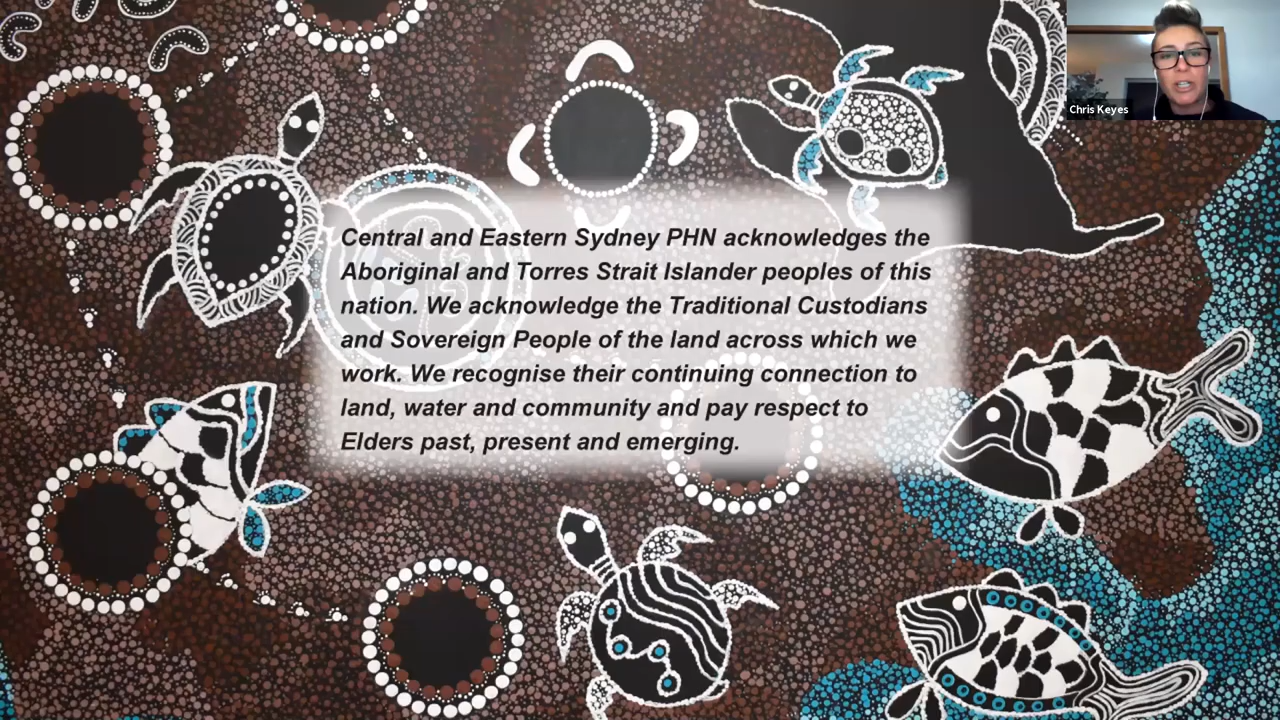 Chris Keyes
Central and Eastern Sydney PHN acknowledges the
Aboriginal and Torres Strait Islander peoples of this
nation. We acknowledge the Traditional Custodians
and Sovereign People of the land across which we
work. We recognise their continuing connection to
land, water and community and pay respect to
Elders past, present and emerging.